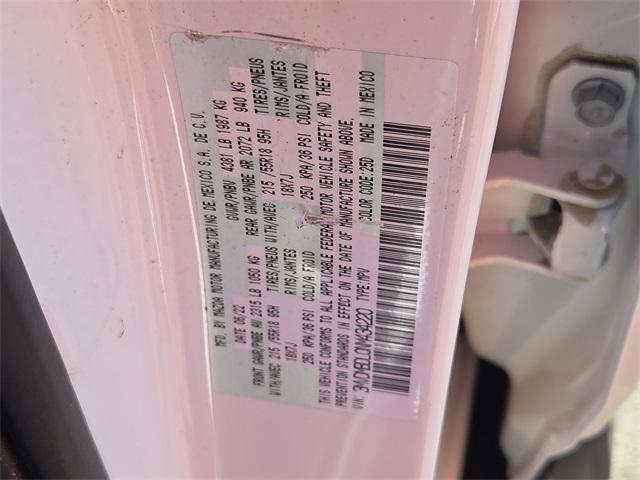 MFD. BY MAZDA MOTOR MANUFACTURING DE MEXICO S.A. DE C.V.
DATE 06/22 GVWR/PNBV 4381 LB 1987 KG
FRONT GAWR/PNBE AV 2315 LB 1050 KG REAR GAWR/PNBE AR 2072 LB 940 KG
WITH/AVEC 215 /55R18 95H TIRES/PNEUS WITH/AVEC 215 /55R18 95H TIRES/PNEUS
18X7J RIMS/JANTES 18X7J RIMS/JANTES
250 KPA/36 PSI COLD/A FROID 250 KPA/36 PSI COLD/A FROID
THIS VEHICLE CONFORMS TO ALL APPLICABLE FEDERAL MOTOR VEHICLE SAFETY AND THEFT
PREVENTION STANDARDS IN EFFECT ON THE DATE OF MANUFACTURE SHOWN ABOVE.
VIN: TYPE:MPV COLOR CODE:25D MADE IN MEXICO